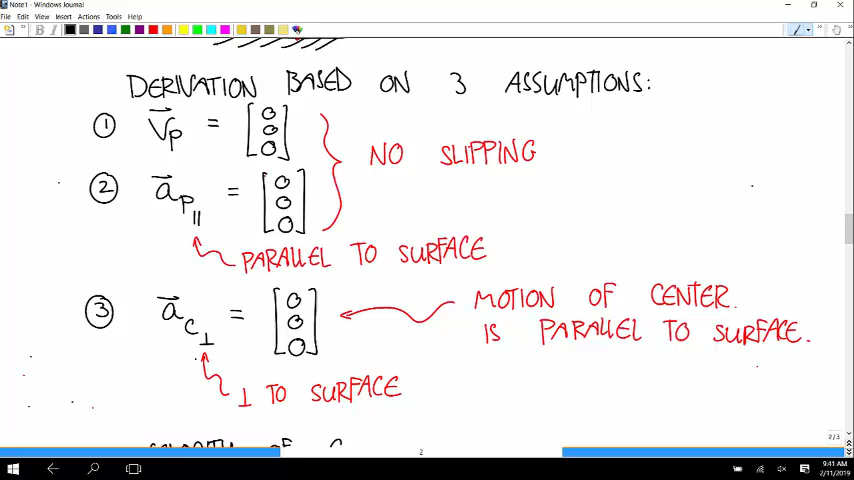 Note1 - Windows Journal
File Edit View Insert Actions Tools Help
B I
DERIVATION BASED ON 3 ASSUMPTIONS:
① v⃗P = [0 0 0]
NO SLIPPING
② a⃗P|| = [0 0 0]
PARALLEL TO SURFACE
③ a⃗C⊥ = [0 0 0]
MOTION OF CENTER
IS PARALLEL TO SURFACE.
⊥ TO SURFACE
OF C
2/3
2
9:41 AM
2/11/2019